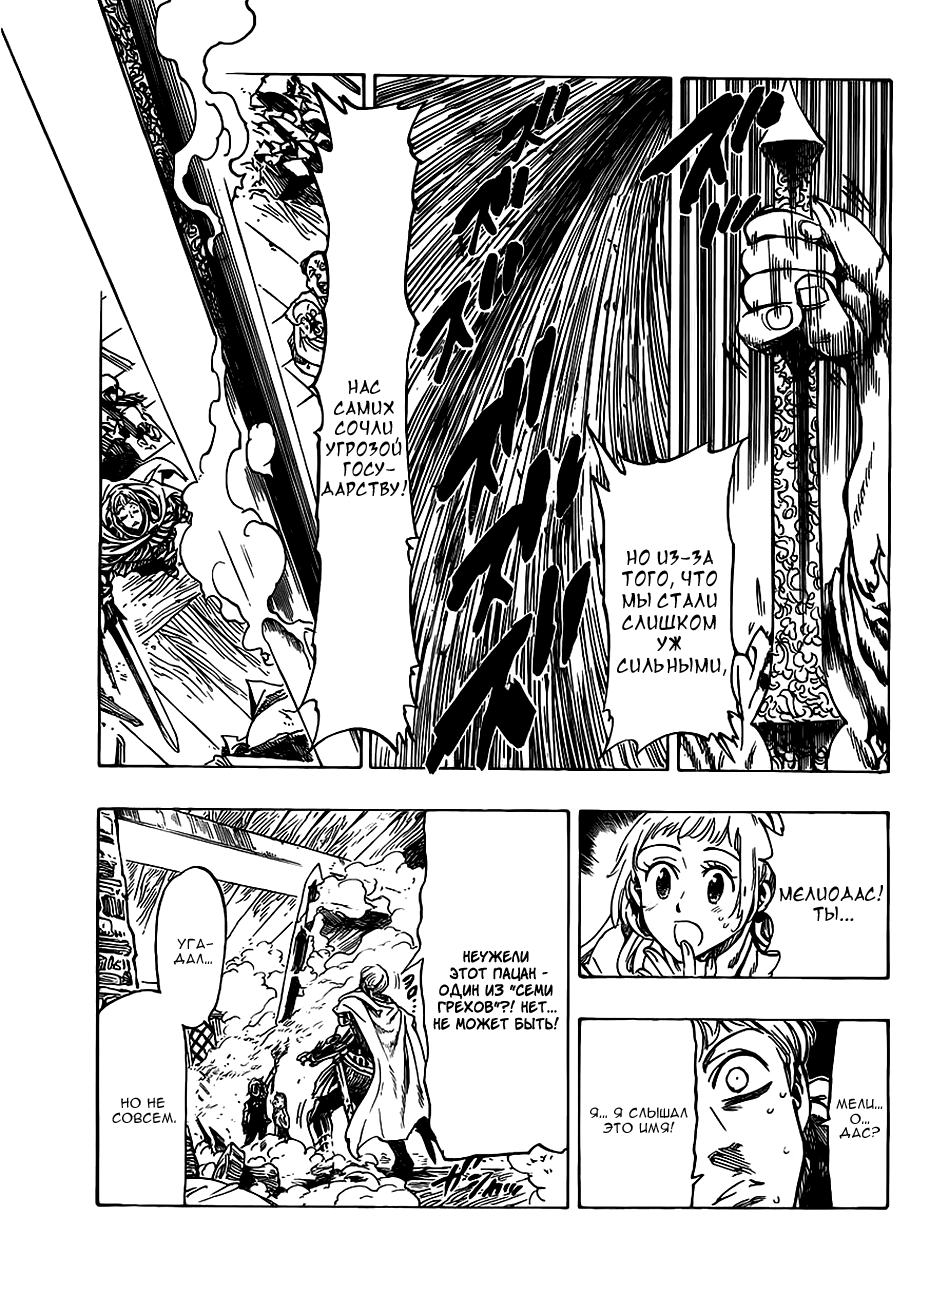 НО ИЗ-ЗА
ТОГО, ЧТО
МЫ СТАЛИ
СЛИШКОМ
УЖ
СИЛЬНЫМИ,
НАС
САМИХ
СОЧЛИ
УГРОЗОЙ
ГОСУ-
ДАРСТВУ!
МЕЛИОДАС!
ТЫ...
МЕЛИ...
О...
ДАС?
Я... Я СЛЫШАЛ
ЭТО ИМЯ!
НЕУЖЕЛИ
ЭТОТ ПАЦАН -
ОДИН ИЗ "СЕМИ
ГРЕХОВ"?! НЕТ...
НЕ МОЖЕТ БЫТЬ!
УГА-
ДАЛ...
НО НЕ
СОВСЕМ.